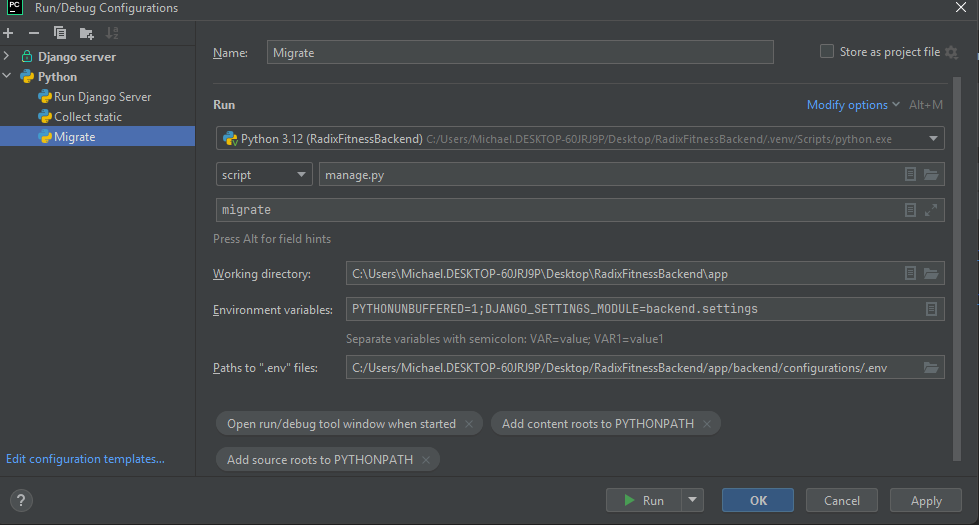 PC
Run/Debug Configurations
Django server
Python
Run Django Server
Collect static
Migrate
Edit configuration templates...
Name:
Migrate
Store as project file
Run
Modify options
Alt+M
Python 3.12 (RadixFitnessBackend) C:/Users/Michael.DESKTOP-60JRJ9P/Desktop/RadixFitnessBackend/.venv/Scripts/python.exe
script
manage.py
migrate
Press Alt for field hints
Working directory:
C:\Users\Michael.DESKTOP-60JRJ9P\Desktop\RadixFitnessBackend\app
Environment variables:
PYTHONUNBUFFERED=1;DJANGO_SETTINGS_MODULE=backend.settings
Separate variables with semicolon: VAR=value; VAR1=value1
Paths to ".env" files:
C:/Users/Michael.DESKTOP-60JRJ9P/Desktop/RadixFitnessBackend/app/backend/configurations/.env
Open run/debug tool window when started
Add content roots to PYTHONPATH
Add source roots to PYTHONPATH
?
Run
OK
Cancel
Apply